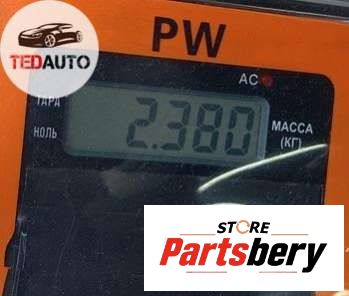 TEDAUTO
PW
AC
ТАРА
НОЛЬ
2.380
МАССА
(КГ)
STORE
Partsbery